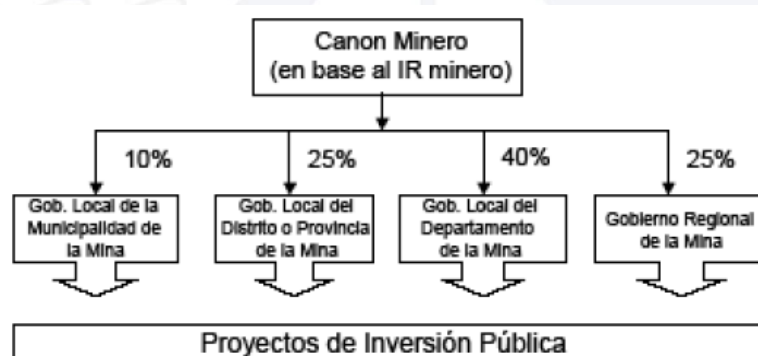 Canon Minero
(en base al IR minero)
10%
25%
40%
25%
Gob. Local de la
Municipalidad de
la Mina
Gob. Local del
Distrito o Provincia
de la Mina
Gob. Local del
Departamento
de la Mina
Gobierno Regional
de la Mina
Proyectos de Inversión Pública